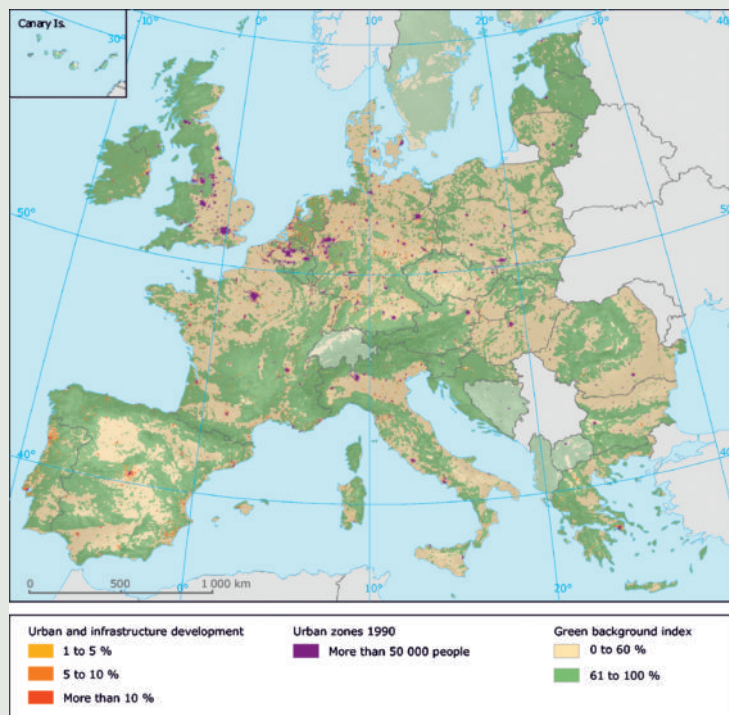 Canary Is.
30°
10°
0°
10°
20°
30°
40°
50°
50°
40°
40°
0 500 1 000 km
0°
10°
20°
Urban and infrastructure development
1 to 5 %
5 to 10 %
More than 10 %
Urban zones 1990
More than 50 000 people
Green background index
0 to 60 %
61 to 100 %